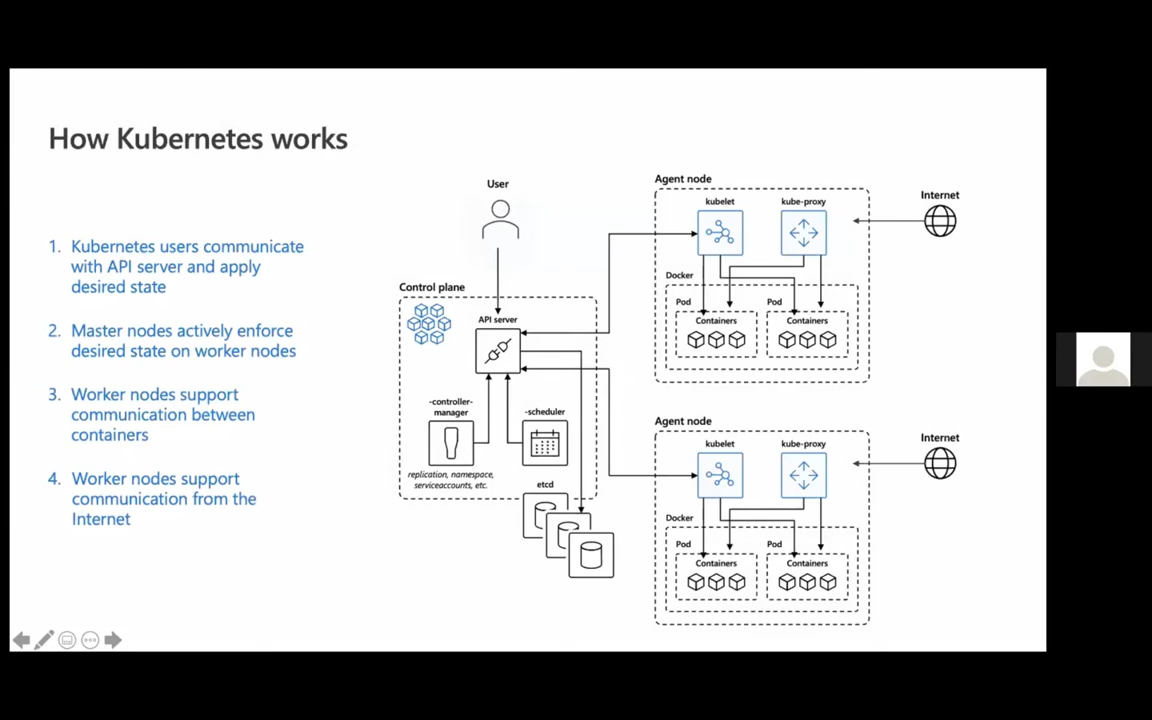 How Kubernetes works
1. Kubernetes users communicate
with API server and apply
desired state
2. Master nodes actively enforce
desired state on worker nodes
3. Worker nodes support
communication between
containers
4. Worker nodes support
communication from the
Internet
User
Control plane
API server
-controller-
manager
-scheduler
replication, namespace,
serviceaccounts, etc.
etcd
Agent node
kubelet
kube-proxy
Internet
Docker
Pod
Pod
Containers
Containers
Agent node
kubelet
kube-proxy
Internet
Docker
Pod
Pod
Containers
Containers